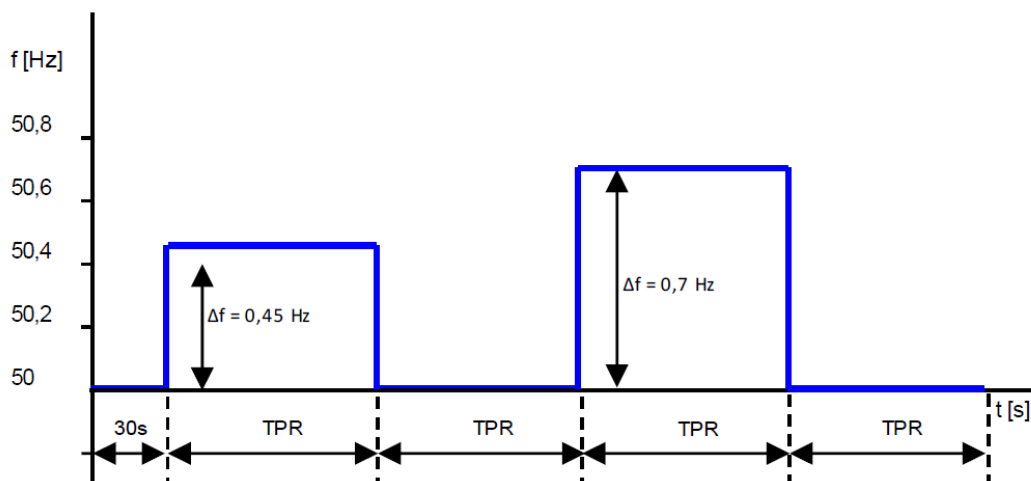 f [Hz]
50,8
50,6
50,4
50,2
50
Δf = 0,45 Hz
Δf = 0,7 Hz
t [s]
30s
TPR
TPR
TPR
TPR